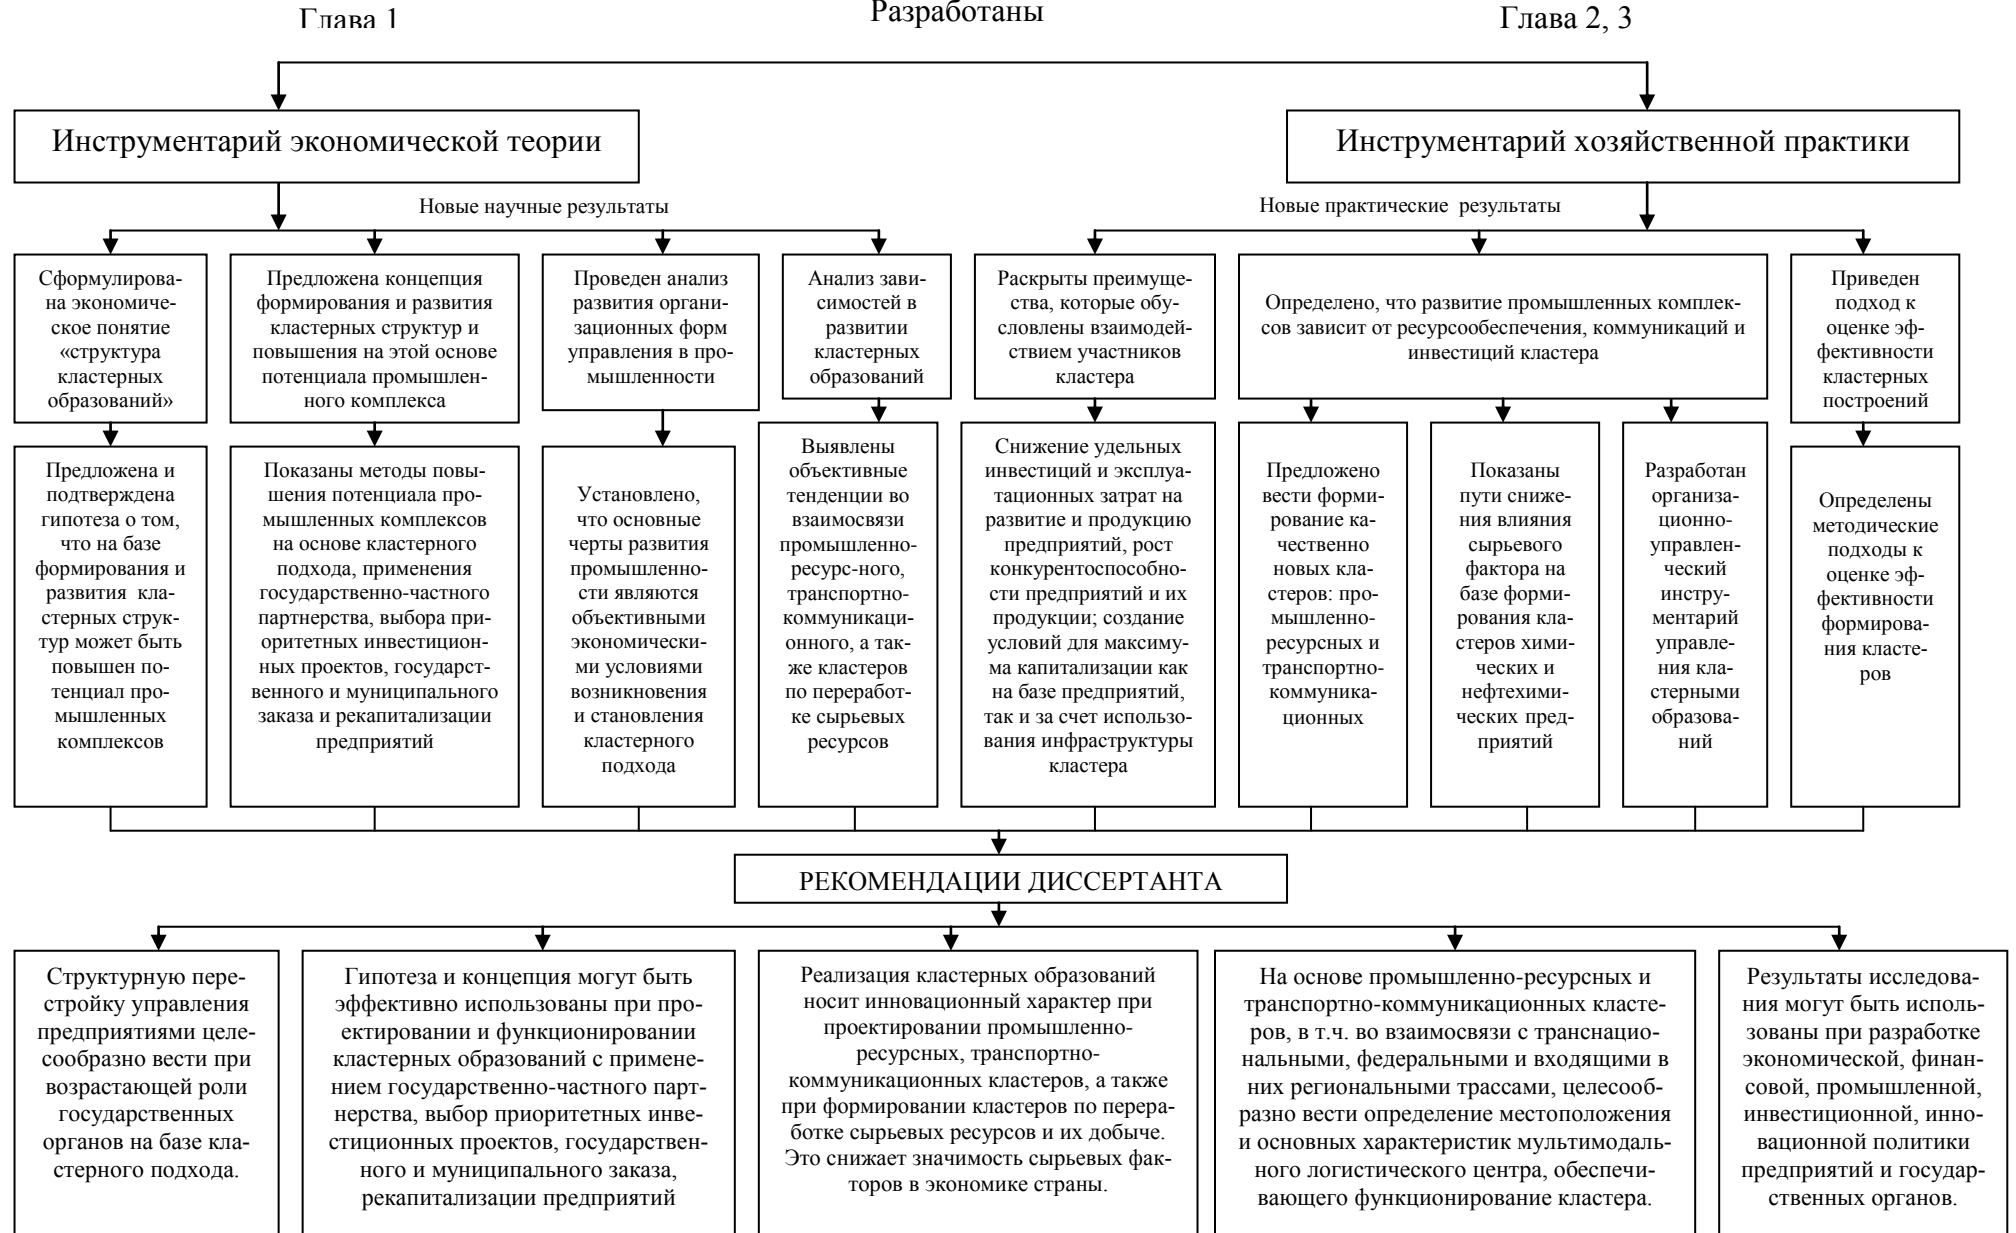 Глава 1
Разработаны
Глава 2, 3
Инструментарий экономической теории
Инструментарий хозяйственной практики
Новые научные результаты
Новые практические  результаты
Сформулирова-
на экономиче-
ское понятие
«структура
кластерных
образований»
Предложена концепция
формирования и развития
кластерных структур и
повышения на этой основе
потенциала промышлен-
ного комплекса
Проведен анализ
развития органи-
зационных форм
управления в про-
мышленности
Анализ зави-
симостей в
развитии
кластерных
образований
Раскрыты преимуще-
ства, которые обу-
словлены взаимодей-
ствием участников
кластера
Определено, что развитие промышленных комплек-
сов зависит от ресурсообеспечения, коммуникаций и
инвестиций кластера
Приведен
подход к
оценке эф-
фективности
кластерных
построений
Предложена и
подтверждена
гипотеза о том,
что на базе
формирования и
развития  кла-
стерных струк-
тур может быть
повышен по-
тенциал про-
мышленных
комплексов
Показаны методы повы-
шения потенциала про-
мышленных комплексов
на основе кластерного
подхода, применения
государственно-частного
партнерства, выбора при-
оритетных инвестицион-
ных проектов, государст-
венного и муниципального
заказа и рекапитализации
предприятий
Установлено,
что основные
черты развития
промышленно-
сти являются
объективными
экономически-
ми условиями
возникновения
и становления
кластерного
подхода
Выявлены
объективные
тенденции во
взаимосвязи
промышленно-
ресурс-ного,
транспортно-
коммуникаци-
онного, а так-
же кластеров
по переработ-
ке сырьевых
ресурсов
Снижение удельных
инвестиций и эксплуа-
тационных затрат на
развитие и продукцию
предприятий, рост
конкурентоспособно-
сти предприятий и их
продукции; создание
условий для максиму-
ма капитализации как
на базе предприятий,
так и за счет использо-
вания инфраструктуры
кластера
Предложено
вести форми-
рование ка-
чественно
новых кла-
стеров: про-
мышленно-
ресурсных и
транспортно-
коммуника-
ционных
Показаны
пути сниже-
ния влияния
сырьевого
фактора на
базе форми-
рования кла-
стеров хими-
ческих и
нефтехими-
ческих пред-
приятий
Разработан
организа-
ционно-
управлен-
ческий
инстру-
ментарий
управле-
ния кла-
стерными
образова-
ний
Определены
методические
подходы к
оценке эф-
фективности
формирова-
ния класте-
ров
РЕКОМЕНДАЦИИ ДИССЕРТАНТА
Структурную пере-
стройку управления
предприятиями целе-
сообразно вести при
возрастающей роли
государственных
органов на базе кла-
стерного подхода.
Гипотеза и концепция могут быть
эффективно использованы при про-
ектировании и функционировании
кластерных образований с примене-
нием государственно-частного парт-
нерства, выбор приоритетных инве-
стиционных проектов, государствен-
ного и муниципального заказа,
рекапитализации предприятий
Реализация кластерных образований
носит инновационный характер при
проектировании промышленно-
ресурсных, транспортно-
коммуникационных кластеров, а также
при формировании кластеров по перера-
ботке сырьевых ресурсов и их добыче.
Это снижает значимость сырьевых фак-
торов в экономике страны.
На основе промышленно-ресурсных и
транспортно-коммуникационных класте-
ров, в т.ч. во взаимосвязи с транснацио-
нальными, федеральными и входящими в
них региональными трассами, целесооб-
разно вести определение местоположения
и основных характеристик мультимодаль-
ного логистического центра, обеспечи-
вающего функционирование кластера.
Результаты исследова-
ния могут быть исполь-
зованы при разработке
экономической, финан-
совой, промышленной,
инвестиционной, инно-
вационной политики
предприятий и государ-
ственных органов.